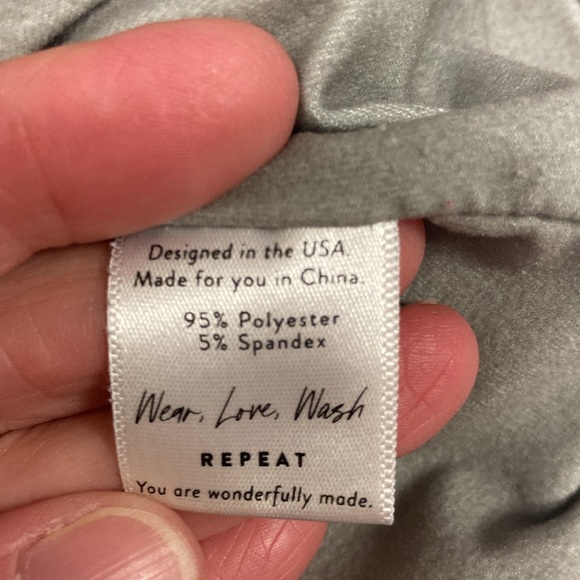 Designed in the USA.
Made for you in China.
95% Polyester
5% Spandex
Wear, Love, Wash
REPEAT
You are wonderfully made.